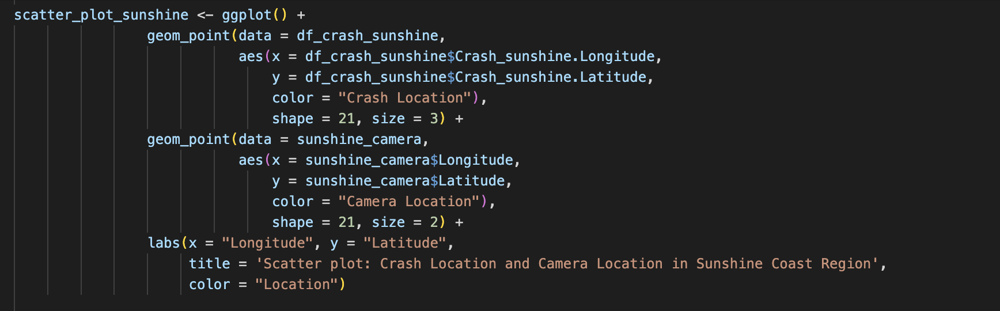 scatter_plot_sunshine <- ggplot() +
geom_point(data = df_crash_sunshine,
aes(x = df_crash_sunshine$Crash_sunshine.Longitude,
y = df_crash_sunshine$Crash_sunshine.Latitude,
color = "Crash Location"),
shape = 21, size = 3) +
geom_point(data = sunshine_camera,
aes(x = sunshine_camera$Longitude,
y = sunshine_camera$Latitude,
color = "Camera Location"),
shape = 21, size = 2) +
labs(x = "Longitude", y = "Latitude",
title = 'Scatter plot: Crash Location and Camera Location in Sunshine Coast Region',
color = "Location")